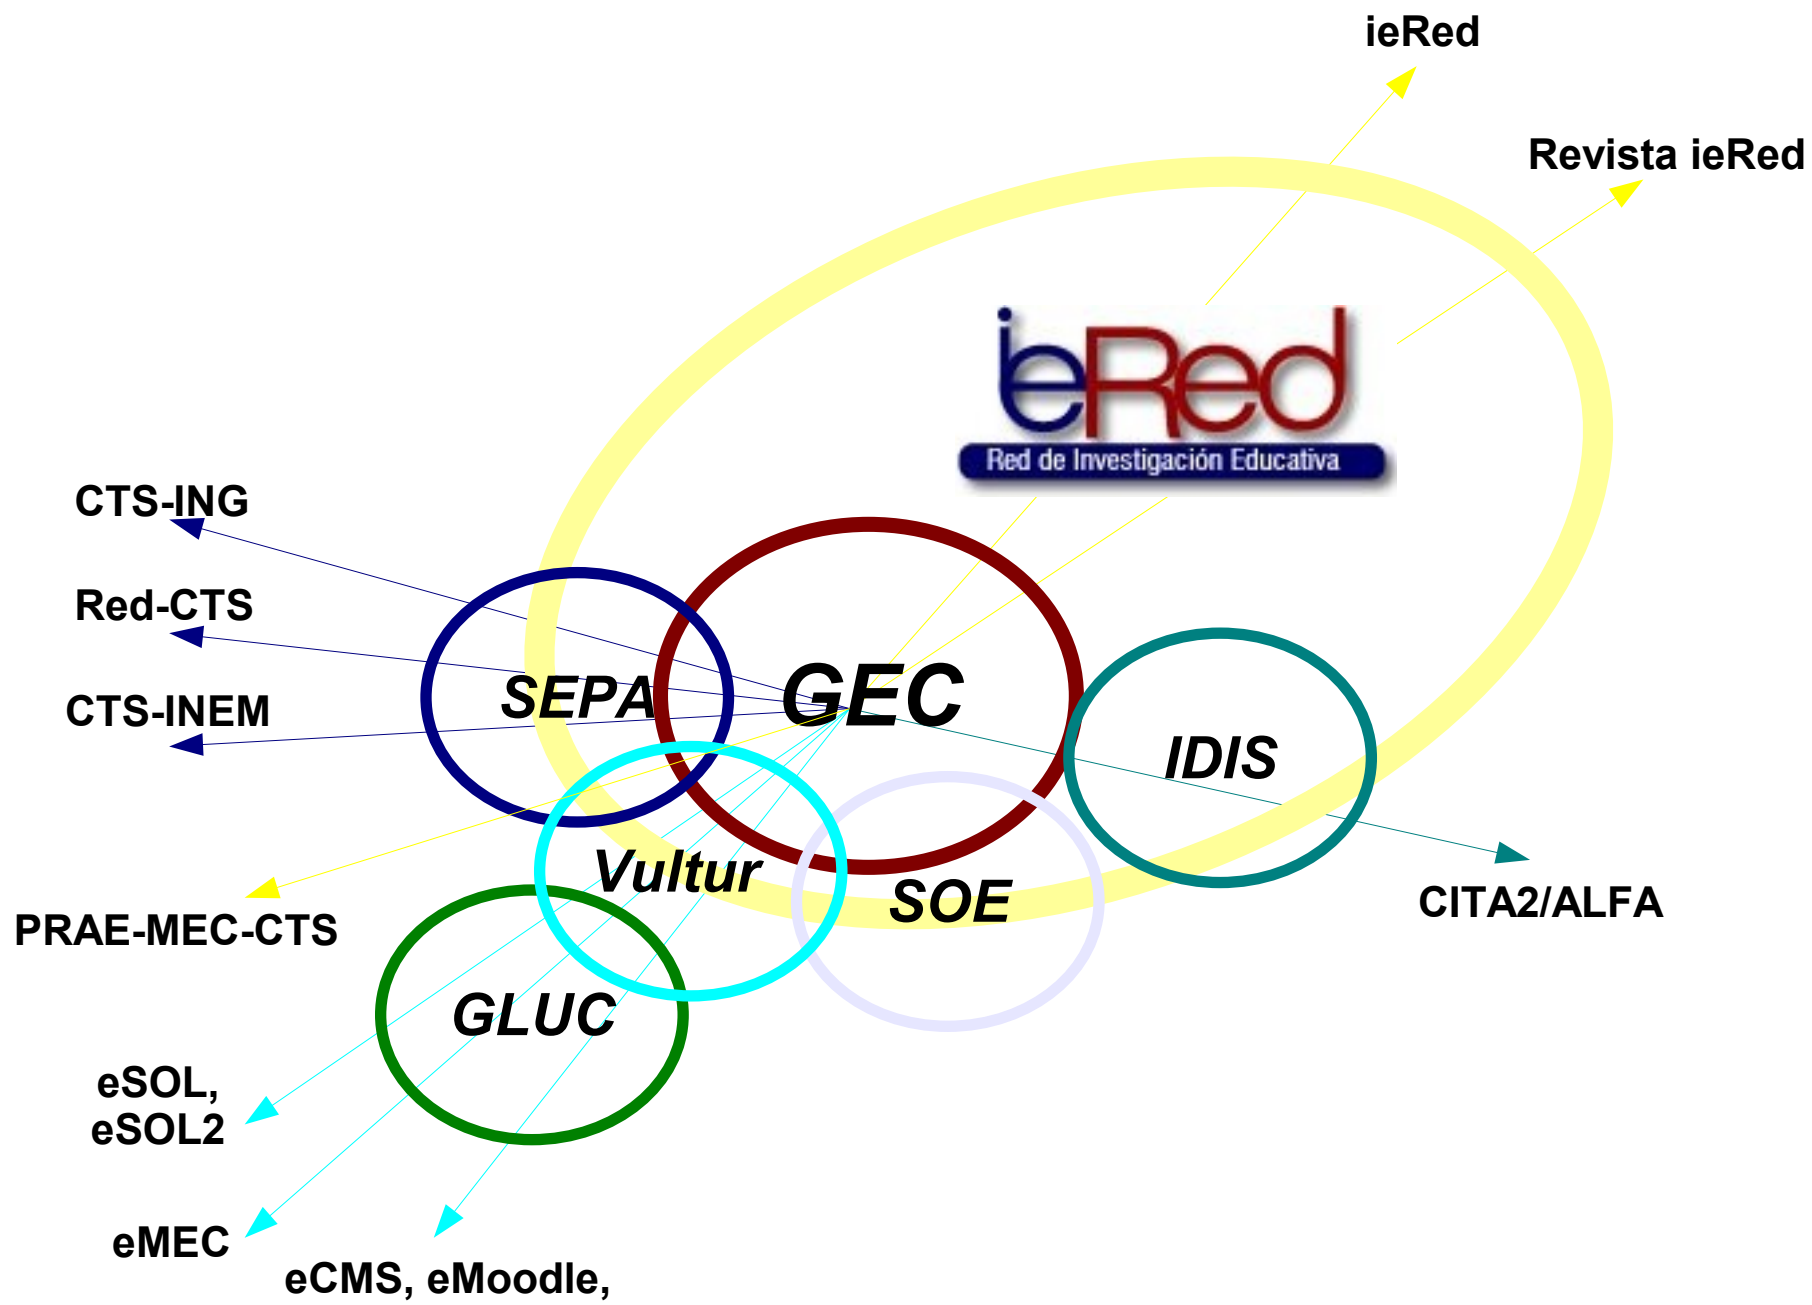 ieRed
Revista ieRed
ieRed
Red de Investigación Educativa
CTS-ING
Red-CTS
CTS-INEM
SEPA
GEC
IDIS
Vultur
SOE
CITA2/ALFA
PRAE-MEC-CTS
GLUC
eSOL,
eSOL2
eMEC
eCMS, eMoodle,